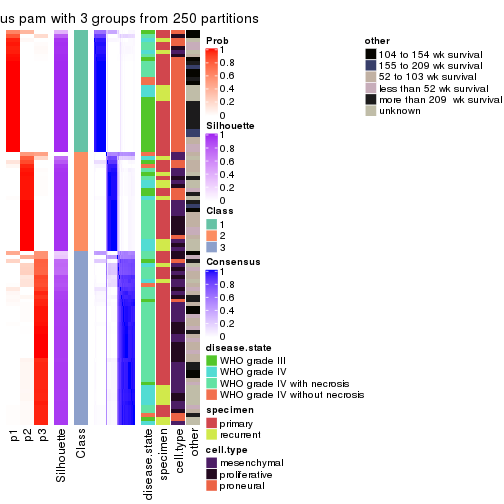 us pam with 3 groups from 250 partitions
p1
p2
p3
Silhouette
Class
disease.state
specimen
cell.type
other
Prob
1
0.8
0.6
0.4
0.2
0
Silhouette
1
0.8
0.6
0.4
0.2
0
Class
1
2
3
Consensus
1
0.8
0.6
0.4
0.2
0
disease.state
WHO grade III
WHO grade IV
WHO grade IV with necrosis
WHO grade IV without necrosis
specimen
primary
recurrent
cell.type
mesenchymal
proliferative
proneural
other
104 to 154 wk survival
155 to 209 wk survival
52 to 103 wk survival
less than 52 wk survival
more than 209  wk survival
unknown